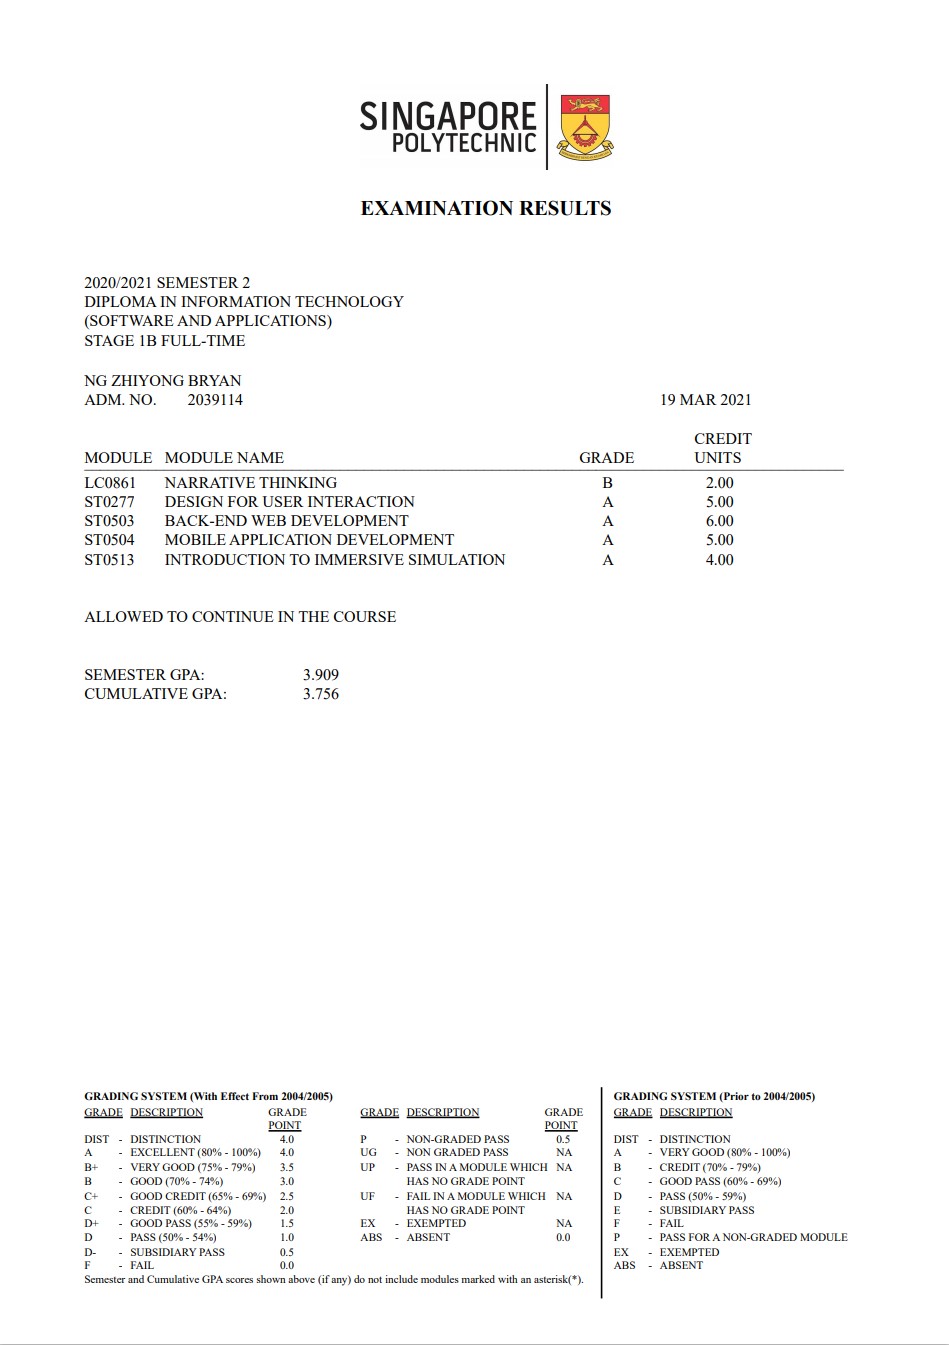 SINGAPORE
POLYTECHNIC
EXAMINATION RESULTS
2020/2021 SEMESTER 2
DIPLOMA IN INFORMATION TECHNOLOGY
(SOFTWARE AND APPLICATIONS)
STAGE 1B FULL-TIME
NG ZHIYONG BRYAN
ADM. NO. 2039114 19 MAR 2021
CREDIT
MODULE MODULE NAME GRADE UNITS
LC0861 NARRATIVE THINKING B 2.00
ST0277 DESIGN FOR USER INTERACTION A 5.00
ST0503 BACK-END WEB DEVELOPMENT A 6.00
ST0504 MOBILE APPLICATION DEVELOPMENT A 5.00
ST0513 INTRODUCTION TO IMMERSIVE SIMULATION A 4.00
ALLOWED TO CONTINUE IN THE COURSE
SEMESTER GPA: 3.909
CUMULATIVE GPA: 3.756
GRADING SYSTEM (With Effect From 2004/2005)
GRADE DESCRIPTION GRADE
POINT
DIST - DISTINCTION 4.0
A - EXCELLENT (80% - 100%) 4.0
B+ - VERY GOOD (75% - 79%) 3.5
B - GOOD (70% - 74%) 3.0
C+ - GOOD CREDIT (65% - 69%) 2.5
C - CREDIT (60% - 64%) 2.0
D+ - GOOD PASS (55% - 59%) 1.5
D - PASS (50% - 54%) 1.0
D- - SUBSIDIARY PASS 0.5
F - FAIL 0.0
GRADE DESCRIPTION GRADE
POINT
P - NON-GRADED PASS 0.5
UG - NON GRADED PASS NA
UP - PASS IN A MODULE WHICH NA
HAS NO GRADE POINT
UF - FAIL IN A MODULE WHICH NA
HAS NO GRADE POINT
EX - EXEMPTED NA
ABS - ABSENT 0.0
Semester and Cumulative GPA scores shown above (if any) do not include modules marked with an asterisk(*).
GRADING SYSTEM (Prior to 2004/2005)
GRADE DESCRIPTION
DIST - DISTINCTION
A - VERY GOOD (80% - 100%)
B - CREDIT (70% - 79%)
C - GOOD PASS (60% - 69%)
D - PASS (50% - 59%)
E - SUBSIDIARY PASS
F - FAIL
P - PASS FOR A NON-GRADED MODULE
EX - EXEMPTED
ABS - ABSENT